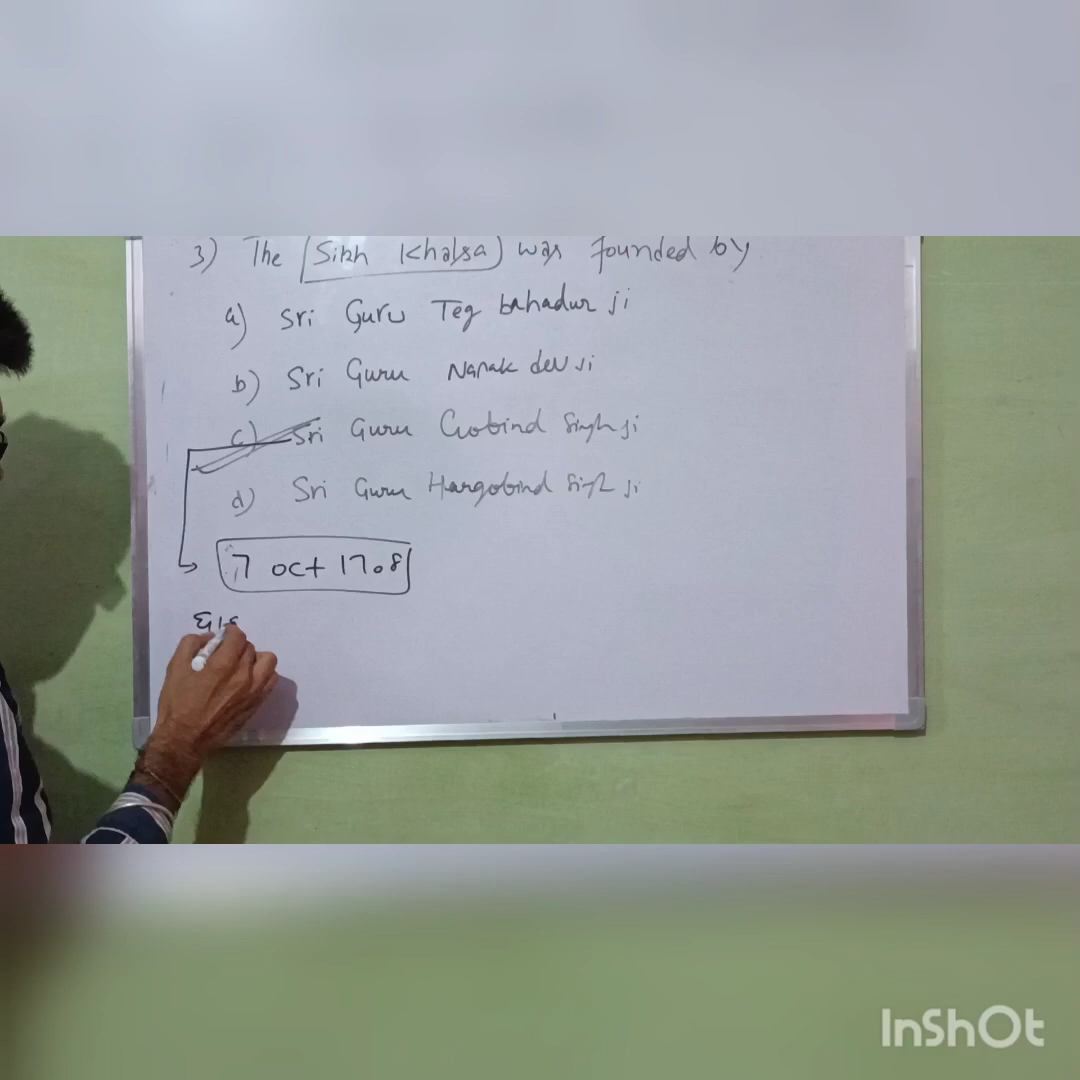 3) The Sikh Khalsa was founded by
a) Sri Guru Teg bahadur ji
b) Sri Guru Nanak dev ji
c) Sri Guru Gobind Singh ji
d) Sri Guru Hargobind Singh ji
7 oct 1708
InShOt